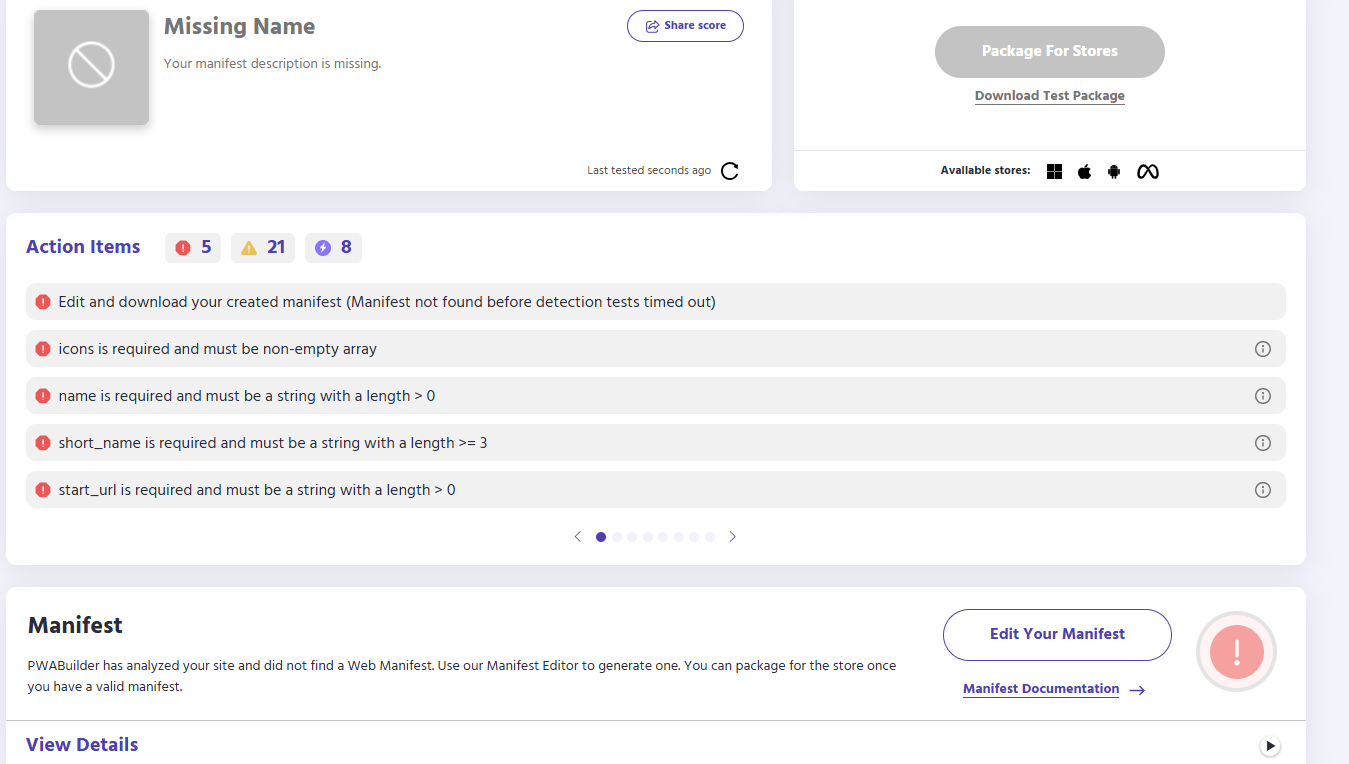 Missing Name
Share score
Your manifest description is missing.
Last tested seconds ago
Package For Stores
Download Test Package
Available stores:
Action Items
5
21
8
Edit and download your created manifest (Manifest not found before detection tests timed out)
icons is required and must be non-empty array
name is required and must be a string with a length > 0
short_name is required and must be a string with a length >= 3
start_url is required and must be a string with a length > 0
Manifest
PWABuilder has analyzed your site and did not find a Web Manifest. Use our Manifest Editor to generate one. You can package for the store once
you have a valid manifest.
Edit Your Manifest
Manifest Documentation
View Details